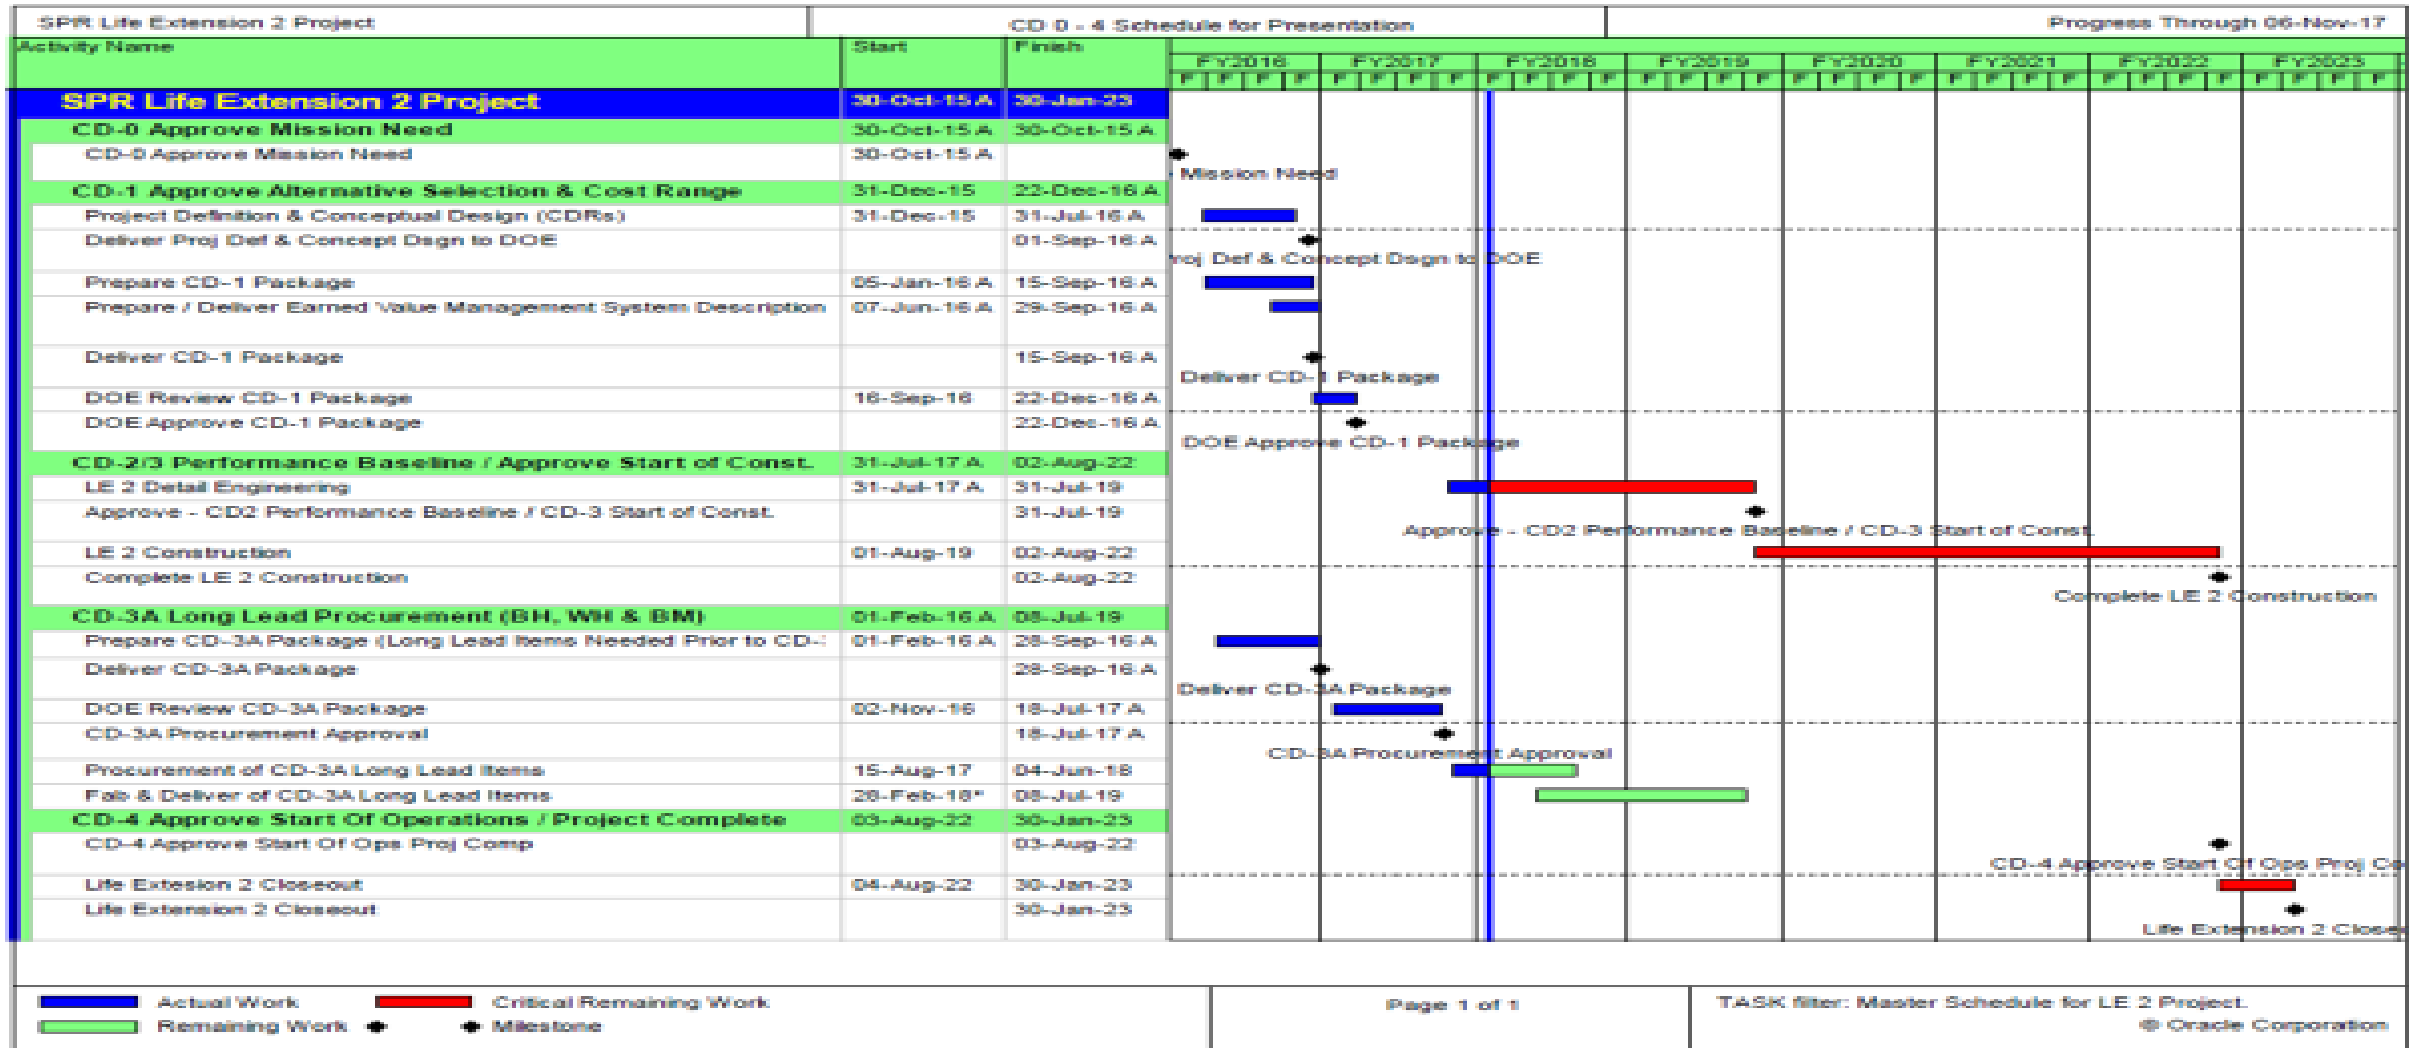 SPR Life Extension 2 Project CD 0 - 4 Schedule for Presentation Progress Through 06-Nov-17
Activity Name Start Finish
FY2016 FY2017 FY2018 FY2019 FY2020 FY2021 FY2022 FY2023
F F F F F F F F F F F F F F F F F F F F F F F F F F F F F F F F
SPR Life Extension 2 Project 30-Oct-15 A 30-Jan-23
CD-0 Approve Mission Need 30-Oct-15 A 30-Oct-15 A
CD-0 Approve Mission Need 30-Oct-15 A
Mission Need
CD-1 Approve Alternative Selection & Cost Range 31-Dec-15 22-Dec-16 A
Project Definition & Conceptual Design (CDRs) 31-Dec-15 31-Jul-16 A
Deliver Proj Def & Concept Dsgn to DOE 01-Sep-16 A
roj Def & Concept Dsgn to DOE
Prepare CD-1 Package 05-Jan-16 A 15-Sep-16 A
Prepare / Deliver Earned Value Management System Description 07-Jun-16 A 29-Sep-16 A
Deliver CD-1 Package 15-Sep-16 A
Deliver CD-1 Package
DOE Review CD-1 Package 16-Sep-16 22-Dec-16 A
DOE Approve CD-1 Package 22-Dec-16 A
DOE Approve CD-1 Package
CD-2/3 Performance Baseline / Approve Start of Const. 31-Jul-17 A 02-Aug-22
LE 2 Detail Engineering 31-Jul-17 A 31-Jul-19
Approve - CD2 Performance Baseline / CD-3 Start of Const. 31-Jul-19
Approve - CD2 Performance Baseline / CD-3 Start of Const.
LE 2 Construction 01-Aug-19 02-Aug-22
Complete LE 2 Construction 02-Aug-22
Complete LE 2 Construction
CD-3A Long Lead Procurement (BH, WH & BM) 01-Feb-16 A 08-Jul-19
Prepare CD-3A Package (Long Lead Items Needed Prior to CD-: 01-Feb-16 A 28-Sep-16 A
Deliver CD-3A Package 28-Sep-16 A
Deliver CD-3A Package
DOE Review CD-3A Package 02-Nov-16 18-Jul-17 A
CD-3A Procurement Approval 18-Jul-17 A
CD-3A Procurement Approval
Procurement of CD-3A Long Lead Items 15-Aug-17 04-Jun-18
Fab & Deliver of CD-3A Long Lead Items 28-Feb-18* 08-Jul-19
CD-4 Approve Start Of Operations / Project Complete 03-Aug-22 30-Jan-23
CD-4 Approve Start Of Ops Proj Comp 03-Aug-22
CD-4 Approve Start Of Ops Proj Co
Life Extesion 2 Closeout 04-Aug-22 30-Jan-23
Life Extension 2 Closeout 30-Jan-23
Life Extension 2 Close
Actual Work Critical Remaining Work Page 1 of 1 TASK filter: Master Schedule for LE 2 Project.
Remaining Work Milestone © Oracle Corporation